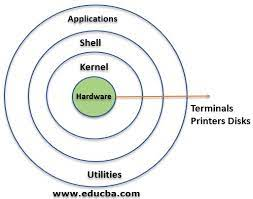 Applications
Shell
Kernel
Hardware
Terminals
Printers Disks
Utilities
www.educba.com